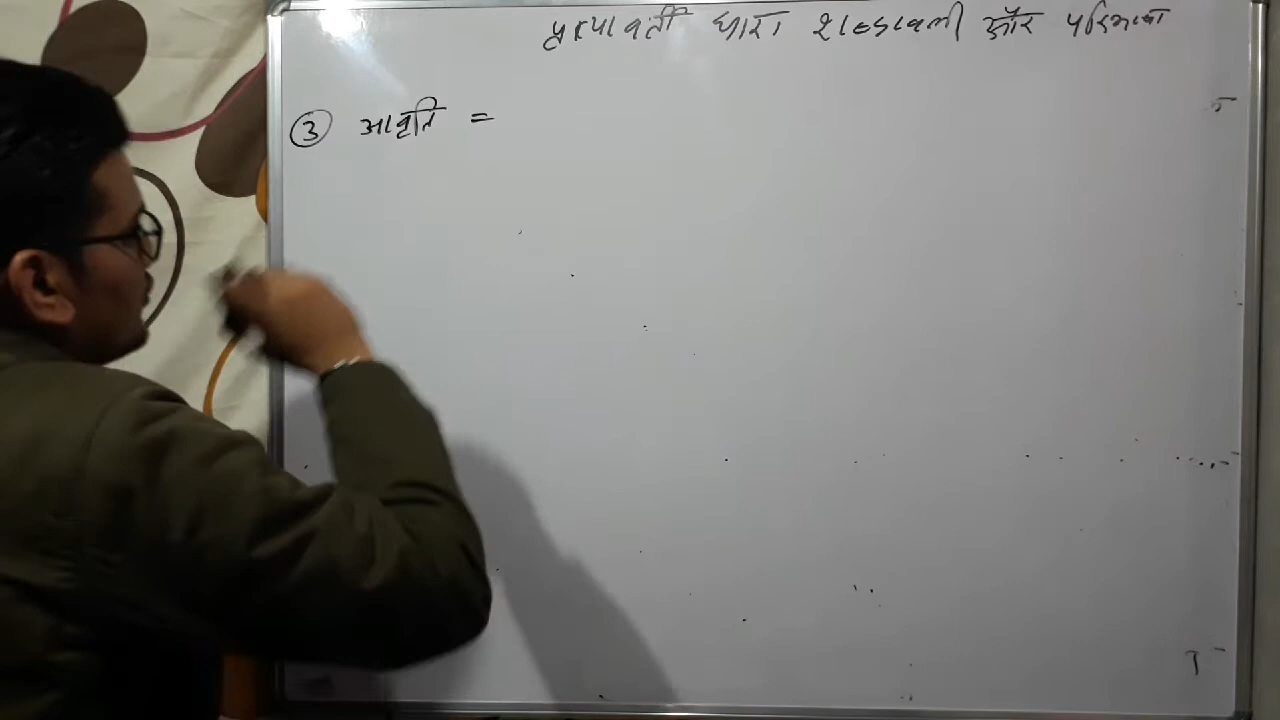 प्रत्यावर्ती धारा शब्दावली और परिभाषा
③ आवृति =